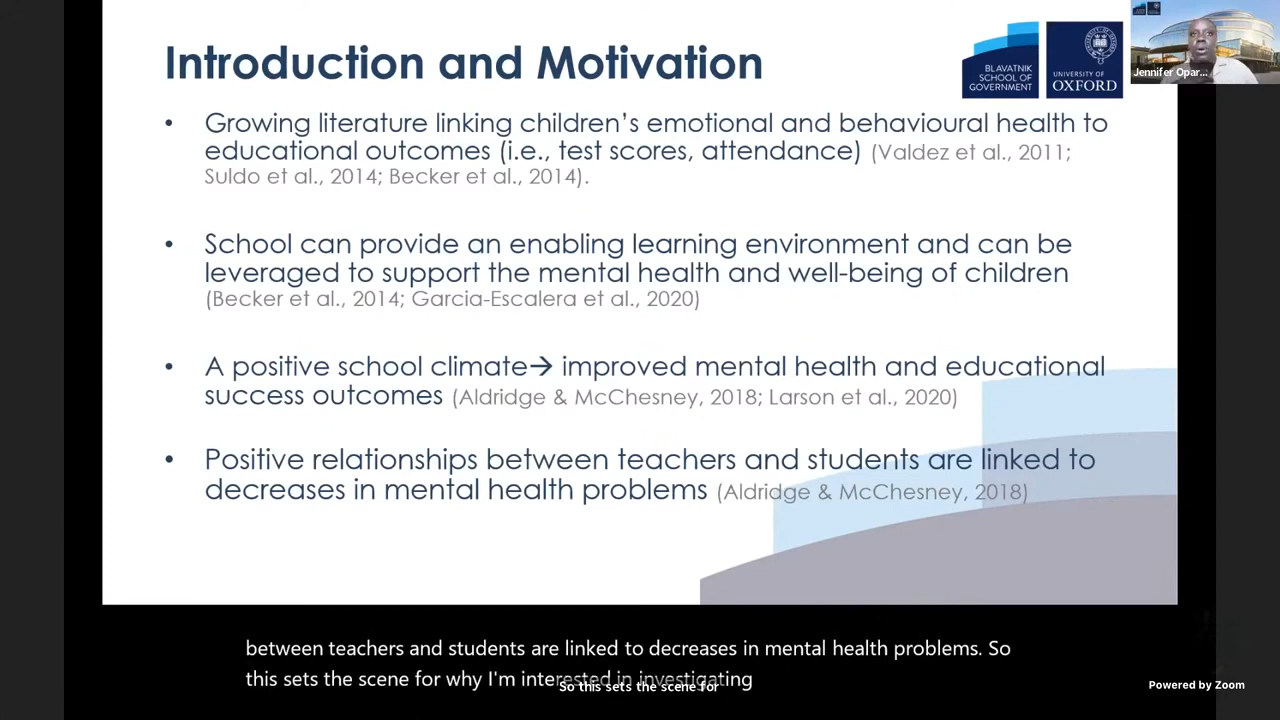 Introduction and Motivation
BLAVATNIK
SCHOOL OF
GOVERNMENT
UNIVERSITY OF
OXFORD
Jennifer Opar...
• Growing literature linking children’s emotional and behavioural health to
educational outcomes (i.e., test scores, attendance) (Valdez et al., 2011;
Suldo et al., 2014; Becker et al., 2014).
• School can provide an enabling learning environment and can be
leveraged to support the mental health and well-being of children
(Becker et al., 2014; Garcia-Escalera et al., 2020)
• A positive school climate→ improved mental health and educational
success outcomes (Aldridge & McChesney, 2018; Larson et al., 2020)
• Positive relationships between teachers and students are linked to
decreases in mental health problems (Aldridge & McChesney, 2018)
between teachers and students are linked to decreases in mental health problems. So
this sets the scene for why I'm interested in investigating
So this sets the scene for
Powered by Zoom